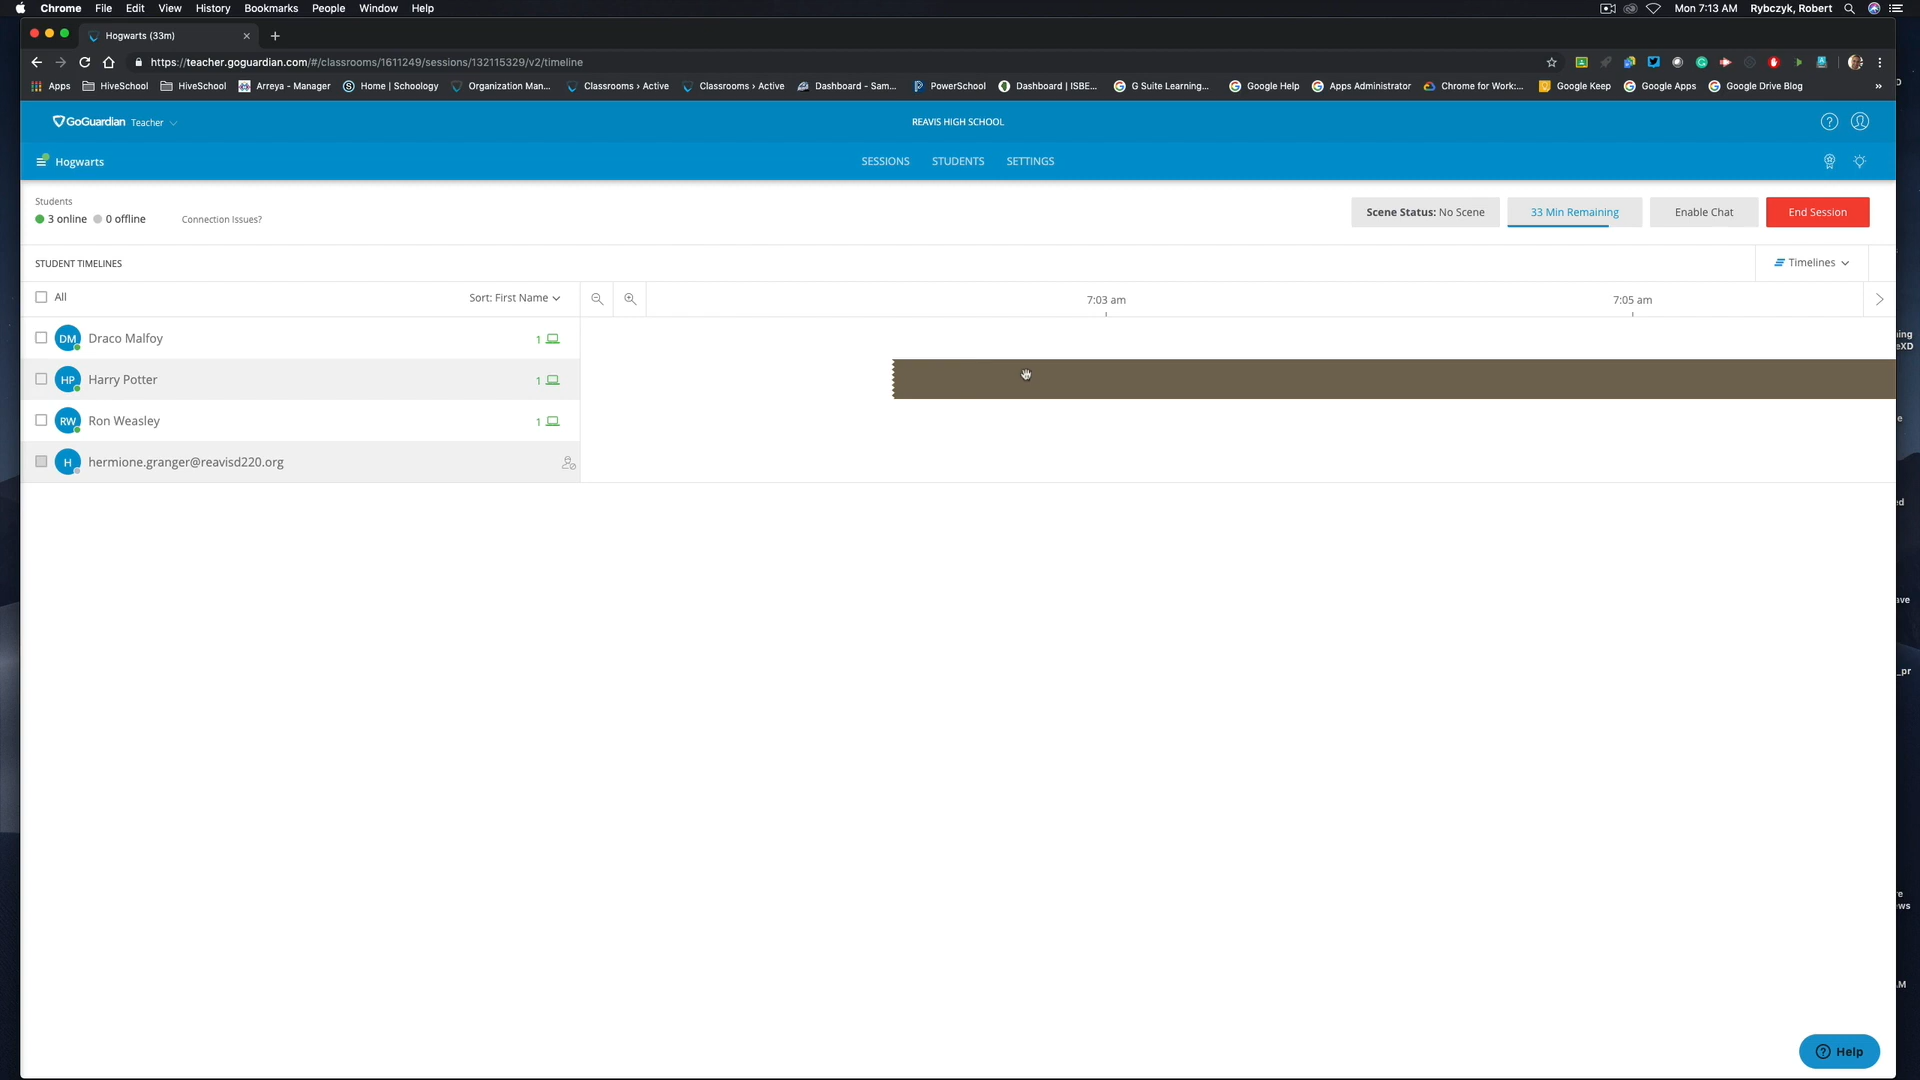 Chrome File Edit View History Bookmarks People Window Help Mon 7:13 AM Rybczyk, Robert
Hogwarts (33m)
https://teacher.goguardian.com/#/classrooms/1611249/sessions/132115329/v2/timeline
Apps HiveSchool HiveSchool Arreya - Manager Home | Schoology Organization Man... Classrooms › Active Classrooms › Active Dashboard - Sam... PowerSchool Dashboard | ISBE... G Suite Learning... Google Help Apps Administrator Chrome for Work:... Google Keep Google Apps Google Drive Blog »
GoGuardian Teacher REAVIS HIGH SCHOOL
Hogwarts SESSIONS STUDENTS SETTINGS
Students
3 online 0 offline Connection Issues? Scene Status: No Scene 33 Min Remaining Enable Chat End Session
STUDENT TIMELINES Timelines
All Sort: First Name 7:03 am 7:05 am
DM Draco Malfoy 1
HP Harry Potter 1
RW Ron Weasley 1
H hermione.granger@reavisd220.org
Help